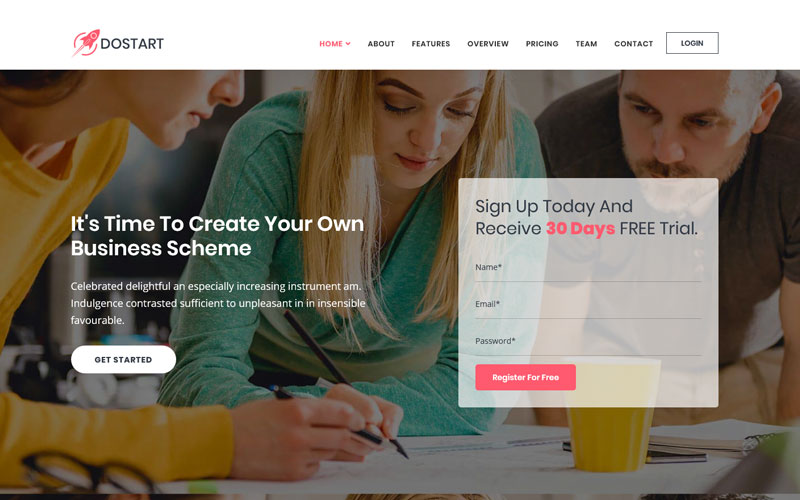 DOSTART
HOME ABOUT FEATURES OVERVIEW PRICING TEAM CONTACT LOGIN
It's Time To Create Your Own
Business Scheme
Celebrated delightful an especially increasing instrument am.
Indulgence contrasted sufficient to unpleasant in in insensible
favourable.
GET STARTED
Sign Up Today And
Receive 30 Days FREE Trial.
Name*
Email*
Password*
Register For Free